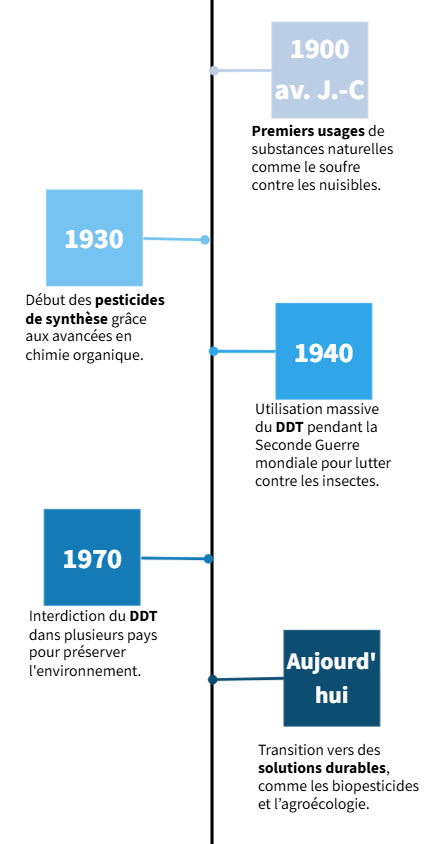 1900
av. J.-C
Premiers usages de
substances naturelles
comme le soufre
contre les nuisibles.
1930
Début des pesticides
de synthèse grâce
aux avancées en
chimie organique.
1940
Utilisation massive
du DDT pendant la
Seconde Guerre
mondiale pour lutter
contre les insectes.
1970
Interdiction du DDT
dans plusieurs pays
pour préserver
l'environnement.
Aujourd'
hui
Transition vers des
solutions durables,
comme les biopesticides
et l’agroécologie.